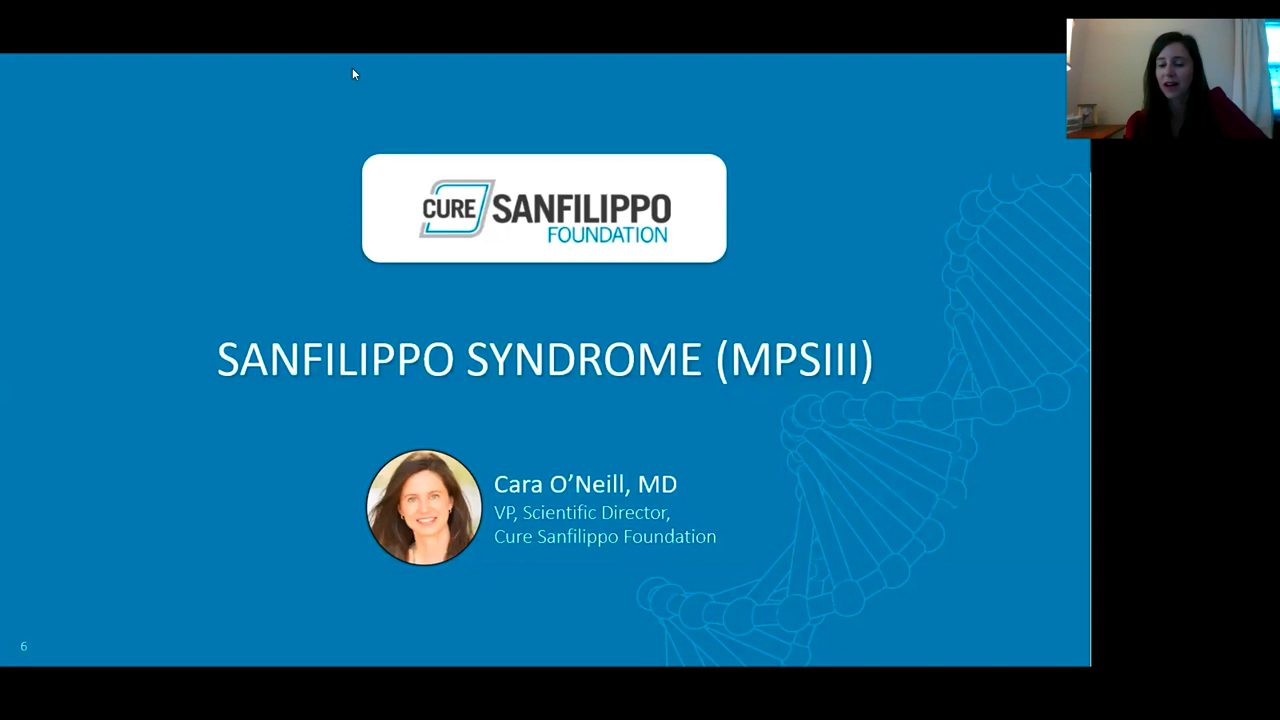 CURE SANFILIPPO
FOUNDATION
SANFILIPPO SYNDROME (MPSIII)
Cara O’Neill, MD
VP, Scientific Director,
Cure Sanfilippo Foundation
6